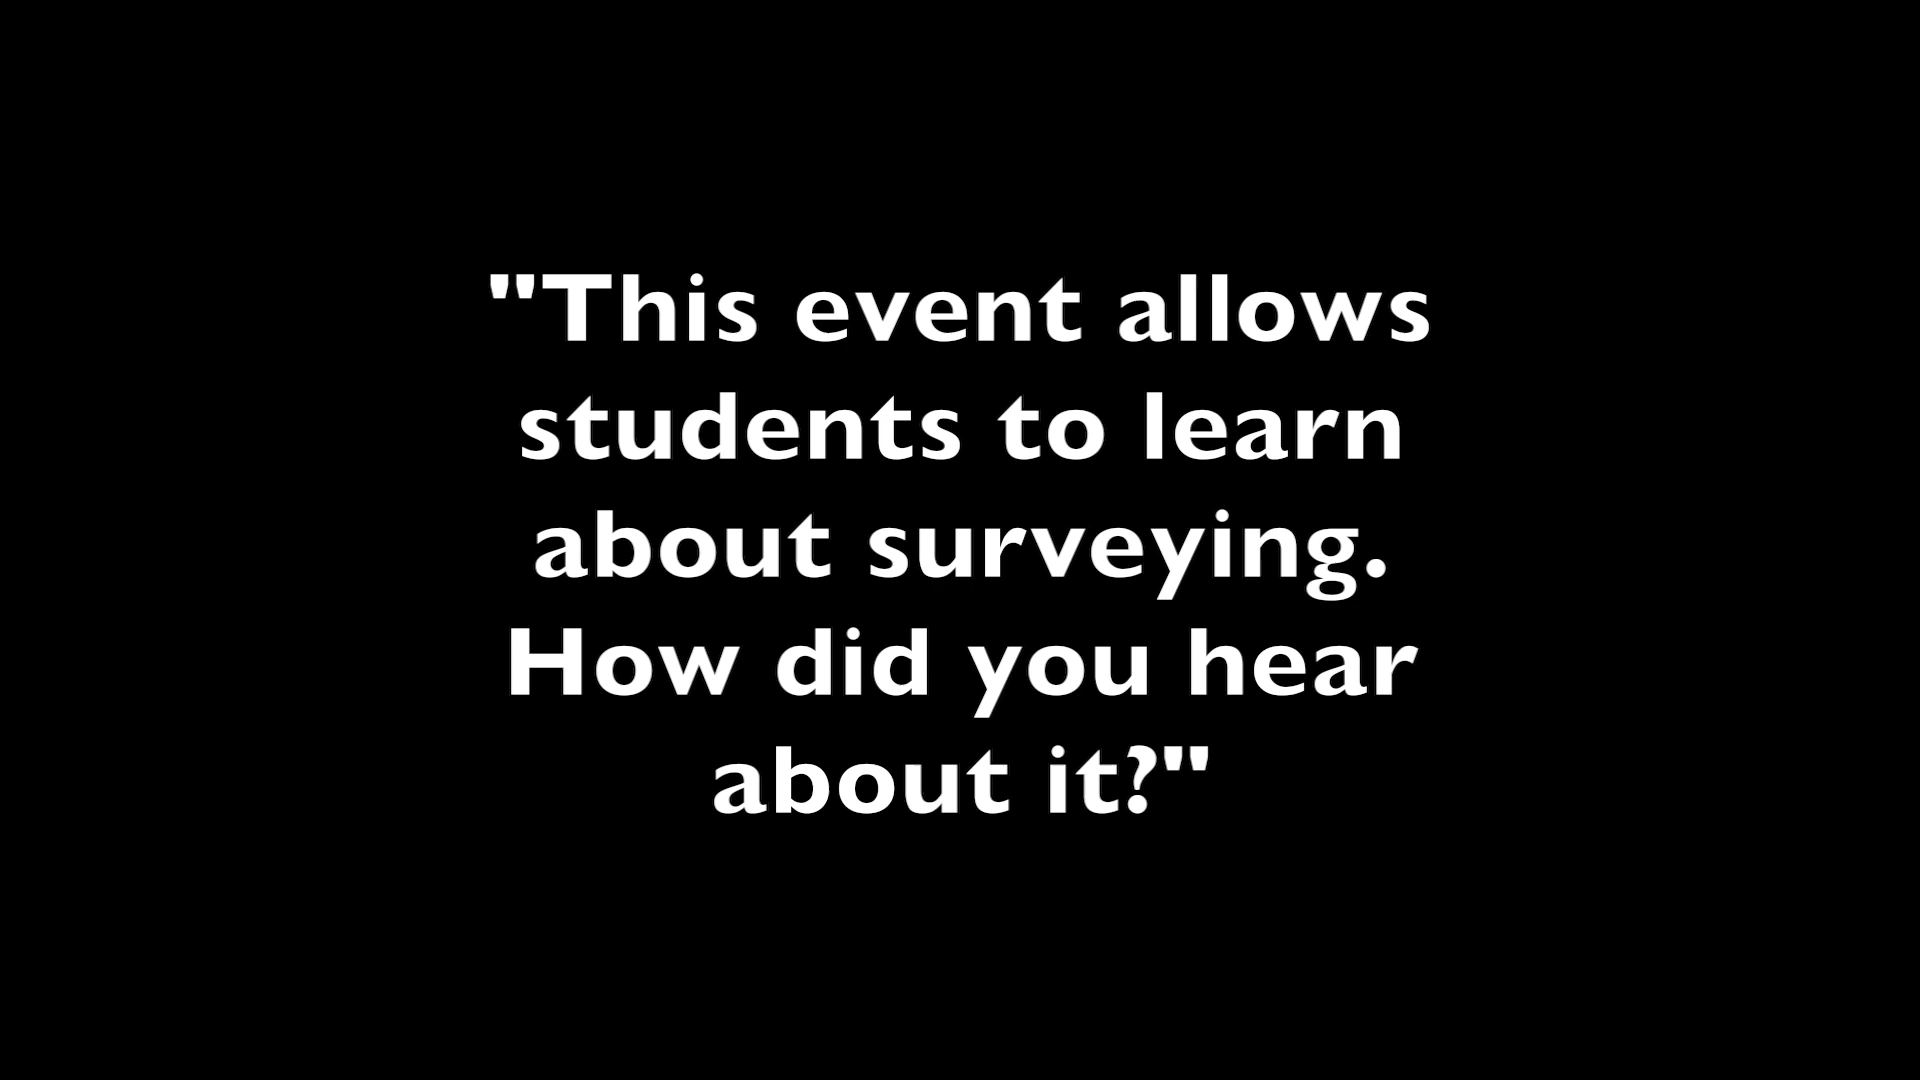 "This event allows
students to learn
about surveying.
How did you hear
about it?"